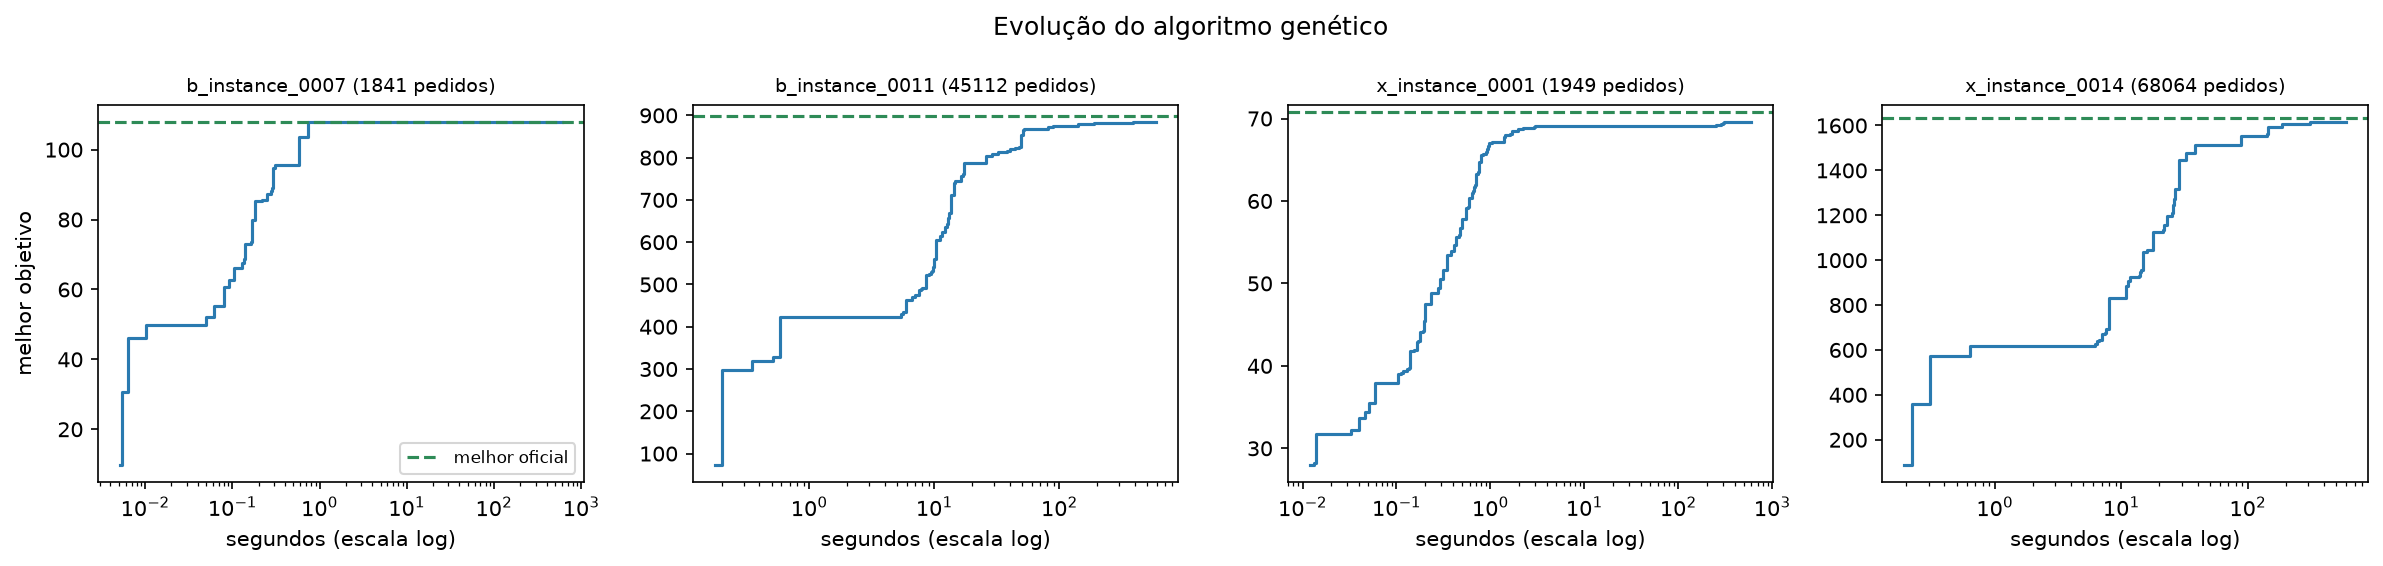 Evolução do algoritmo genético
b_instance_0007 (1841 pedidos)
melhor objetivo
100
80
60
40
20
melhor oficial
10⁻² 10⁻¹ 10⁰ 10¹ 10² 10³
segundos (escala log)
b_instance_0011 (45112 pedidos)
900
800
700
600
500
400
300
200
100
10⁰ 10¹ 10²
segundos (escala log)
x_instance_0001 (1949 pedidos)
70
60
50
40
30
10⁻² 10⁻¹ 10⁰ 10¹ 10² 10³
segundos (escala log)
x_instance_0014 (68064 pedidos)
1600
1400
1200
1000
800
600
400
200
10⁰ 10¹ 10²
segundos (escala log)